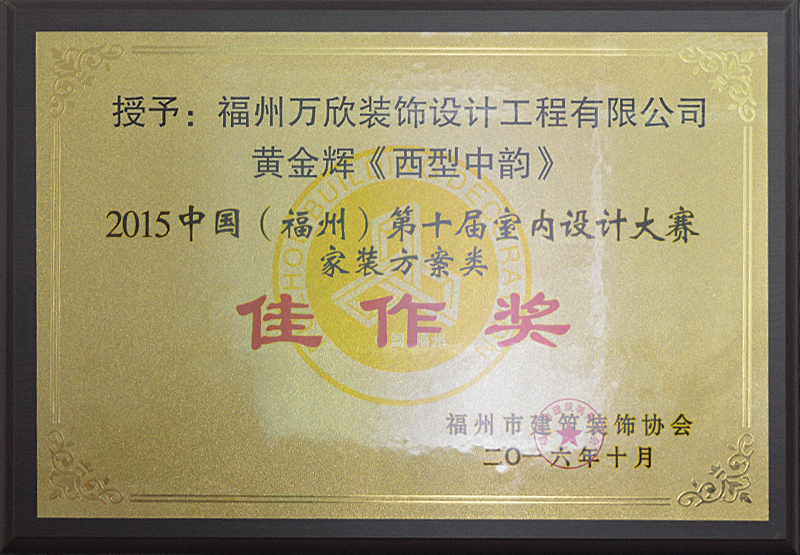 授予：福州万欣装饰设计工程有限公司
黄金辉《西型中韵》
2015中国（福州）第十届室内设计大赛
家装方案类
佳作奖
福州市建筑装饰协会
二〇一六年十月